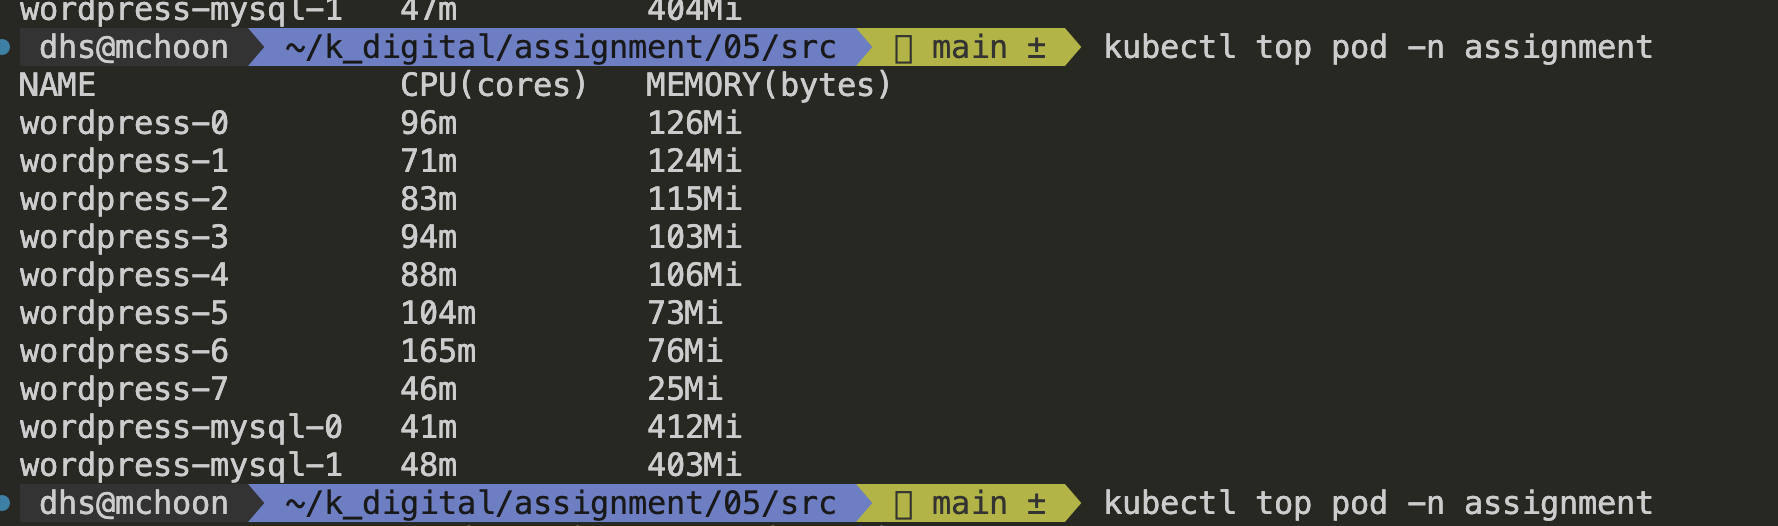 wordpress-mysql-1   47m          404Mi
dhs@mchoon ~/k_digital/assignment/05/src main ± kubectl top pod -n assignment
NAME                CPU(cores)   MEMORY(bytes)
wordpress-0         96m          126Mi
wordpress-1         71m          124Mi
wordpress-2         83m          115Mi
wordpress-3         94m          103Mi
wordpress-4         88m          106Mi
wordpress-5         104m         73Mi
wordpress-6         165m         76Mi
wordpress-7         46m          25Mi
wordpress-mysql-0   41m          412Mi
wordpress-mysql-1   48m          403Mi
dhs@mchoon ~/k_digital/assignment/05/src main ± kubectl top pod -n assignment